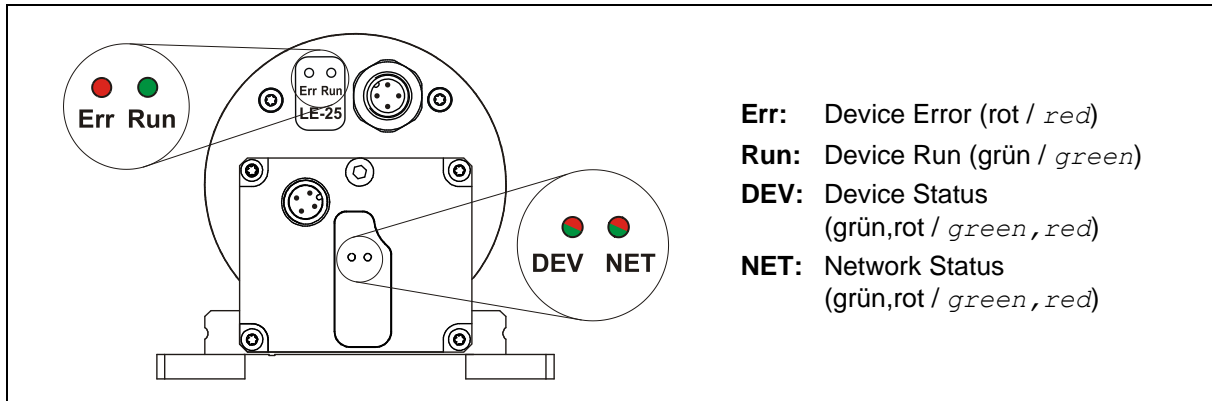 Err Run
Err Run
LE-25
DEV NET
Err: Device Error (rot / red)
Run: Device Run (grün / green)
DEV: Device Status
(grün,rot / green,red)
NET: Network Status
(grün,rot / green,red)